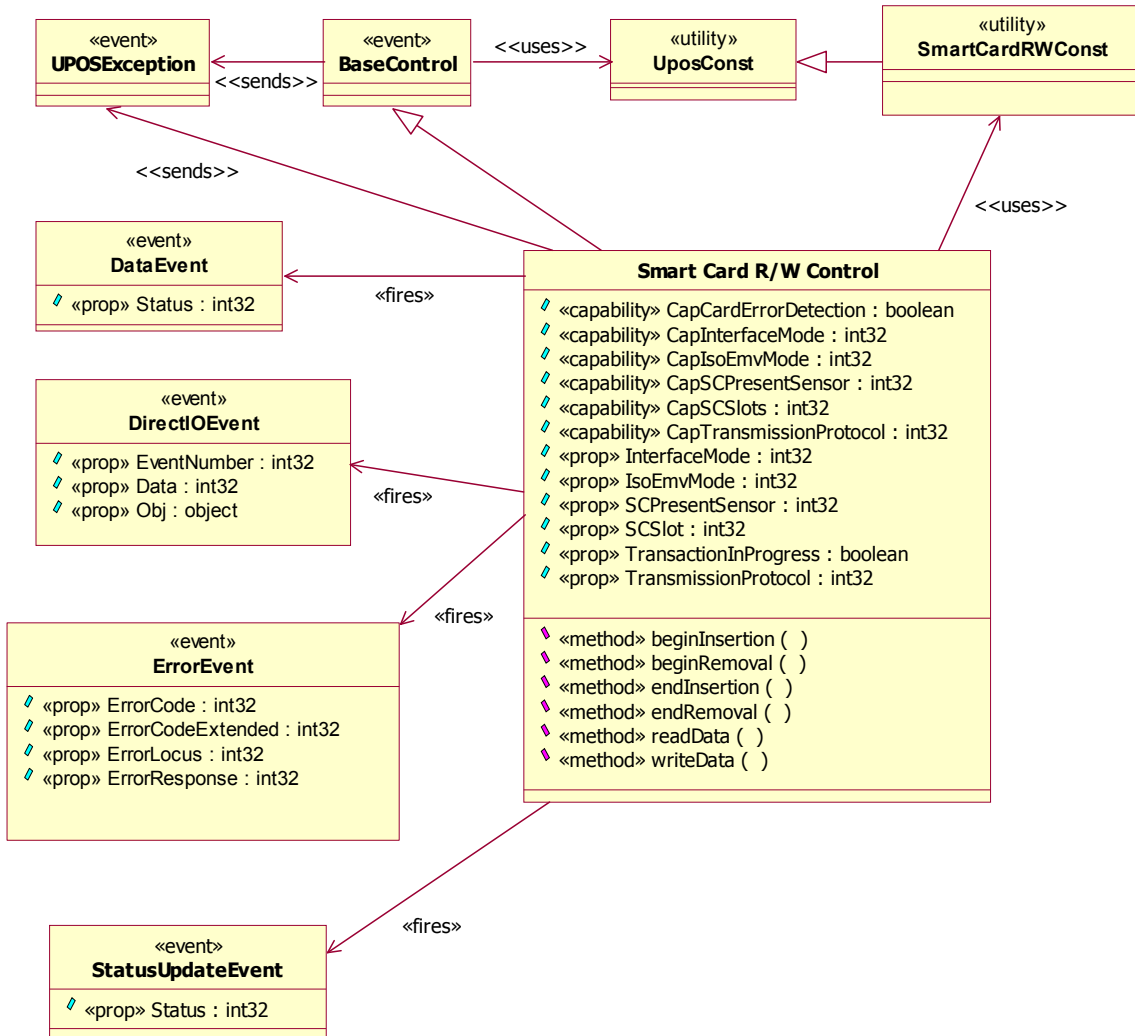 «event»
UPOSException
«event»
BaseControl
<<sends>>
<<uses>>
«utility»
UposConst
«utility»
SmartCardRWConst
<<sends>>
<<uses>>
«event»
DataEvent
«prop» Status : int32
«fires»
«event»
DirectIOEvent
«prop» EventNumber : int32
«prop» Data : int32
«prop» Obj : object
«fires»
«event»
ErrorEvent
«prop» ErrorCode : int32
«prop» ErrorCodeExtended : int32
«prop» ErrorLocus : int32
«prop» ErrorResponse : int32
«fires»
Smart Card R/W Control
«capability» CapCardErrorDetection : boolean
«capability» CapInterfaceMode : int32
«capability» CapIsoEmvMode : int32
«capability» CapSCPresentSensor : int32
«capability» CapSCSlots : int32
«capability» CapTransmissionProtocol : int32
«prop» InterfaceMode : int32
«prop» IsoEmvMode : int32
«prop» SCPresentSensor : int32
«prop» SCSlot : int32
«prop» TransactionInProgress : boolean
«prop» TransmissionProtocol : int32
«method» beginInsertion ( )
«method» beginRemoval ( )
«method» endInsertion ( )
«method» endRemoval ( )
«method» readData ( )
«method» writeData ( )
«fires»
«event»
StatusUpdateEvent
«prop» Status : int32